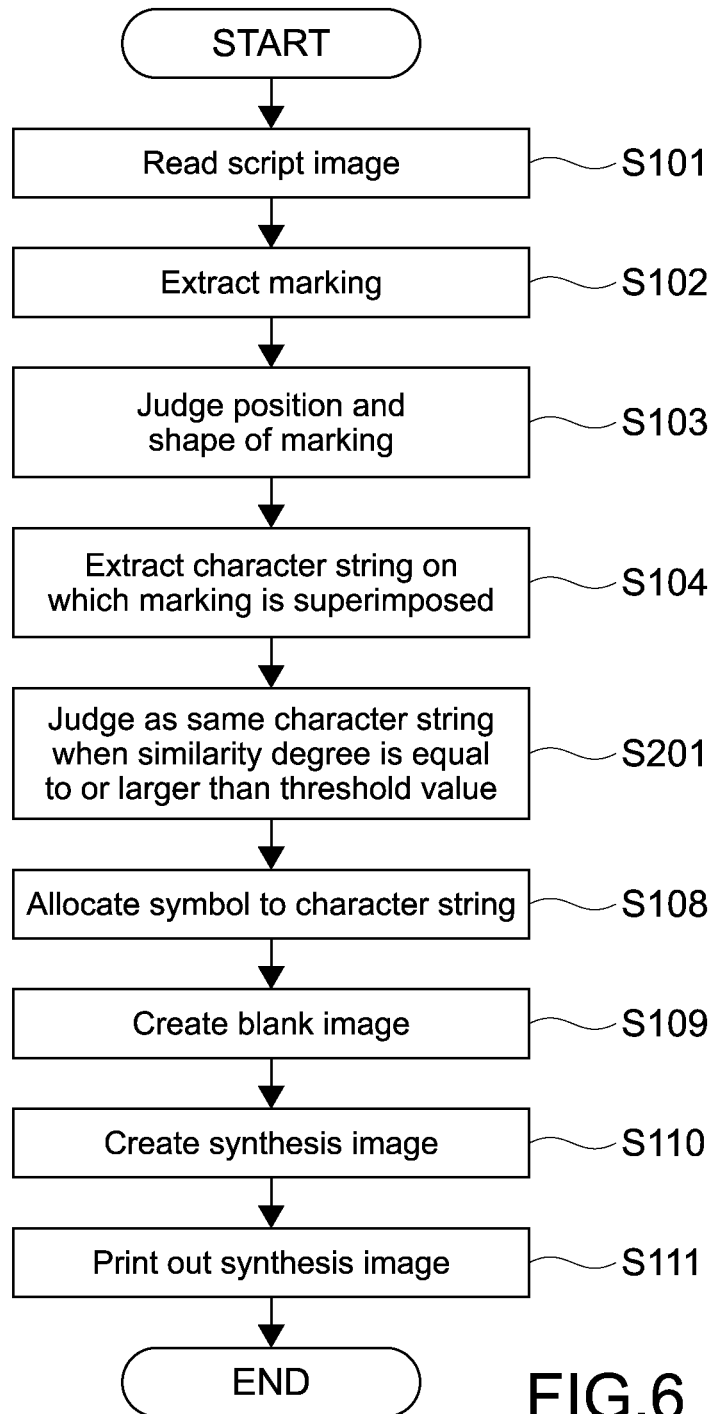 START
Read script image
S101
Extract marking
S102
Judge position and
shape of marking
S103
Extract character string on
which marking is superimposed
S104
Judge as same character string
when similarity degree is equal
to or larger than threshold value
S201
Allocate symbol to character string
S108
Create blank image
S109
Create synthesis image
S110
Print out synthesis image
S111
END
FIG.6